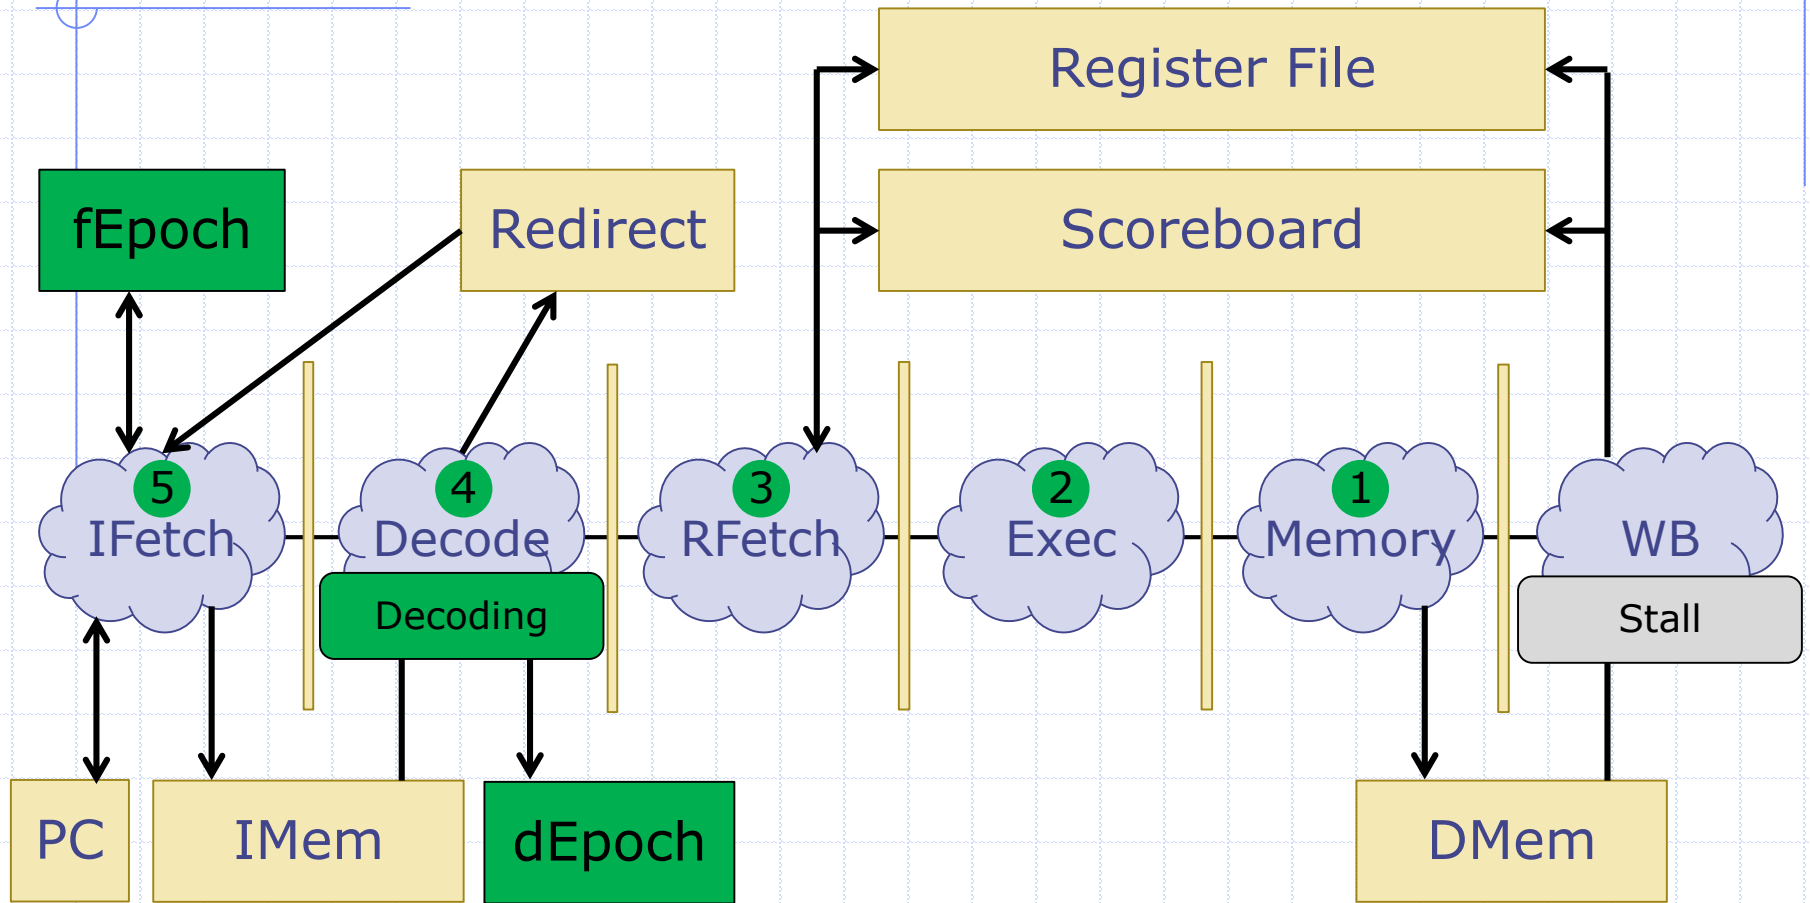 Register File
fEpoch
Redirect
Scoreboard
5
4
3
2
1
IFetch
Decode
RFetch
Exec
Memory
WB
Decoding
Stall
PC
IMem
dEpoch
DMem